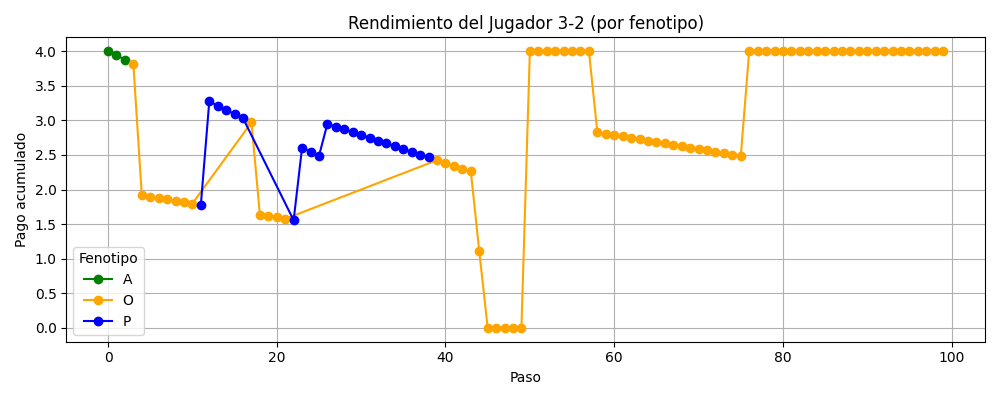 Rendimiento del Jugador 3-2 (por fenotipo)
Pago acumulado
4.0
3.5
3.0
2.5
2.0
1.5
1.0
0.5
0.0
Fenotipo
A
O
P
0 20 40 60 80 100
Paso